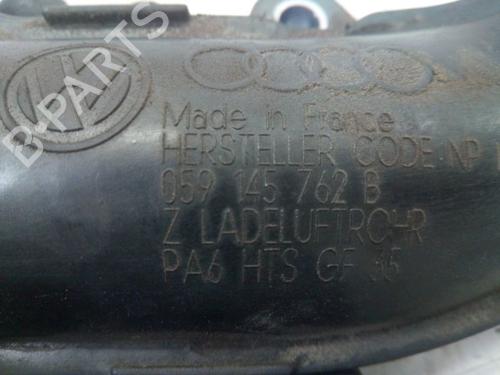 B-PARTS
Made in France
HERSTELLER CODE NP
059 145 762 B
Z LADELUFTROHR
PA6 HTS GF 35